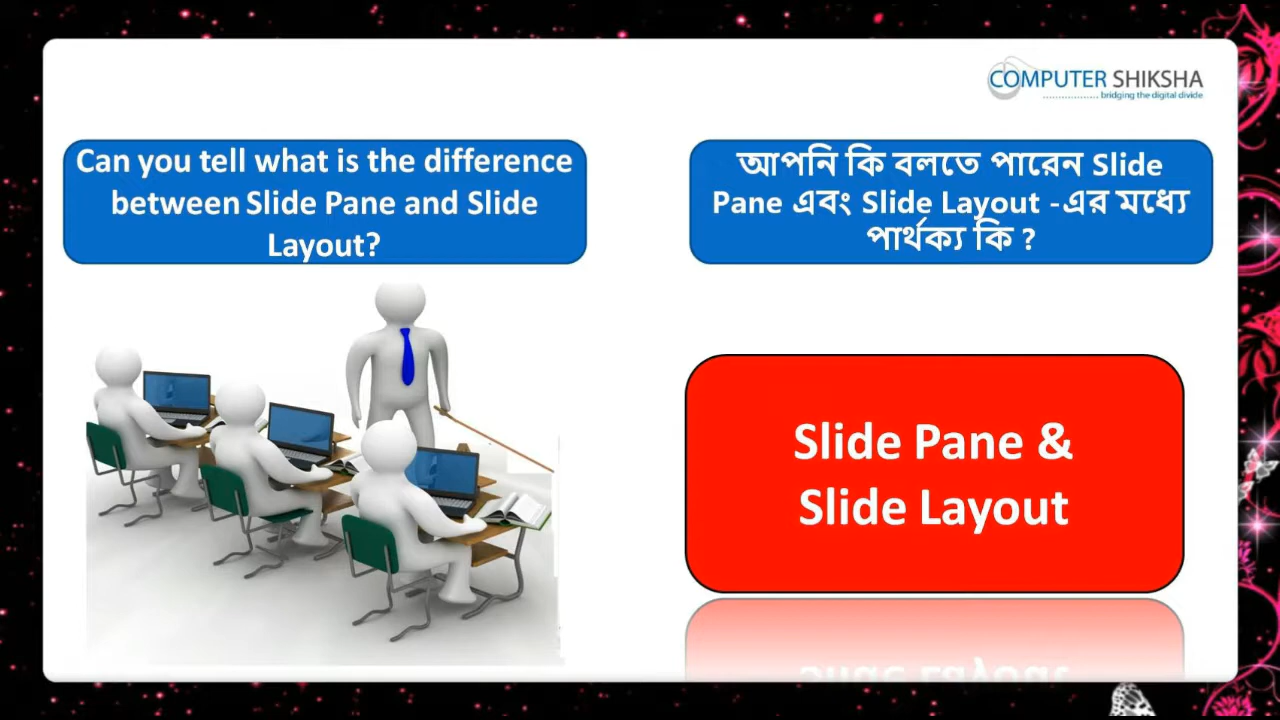 COMPUTER SHIKSHA
bridging the digital divide
Can you tell what is the difference
between Slide Pane and Slide
Layout?
আপনি কি বলতে পারেন Slide
Pane এবং Slide Layout -এর মধ্যে
পার্থক্য কি ?
Slide Pane &
Slide Layout